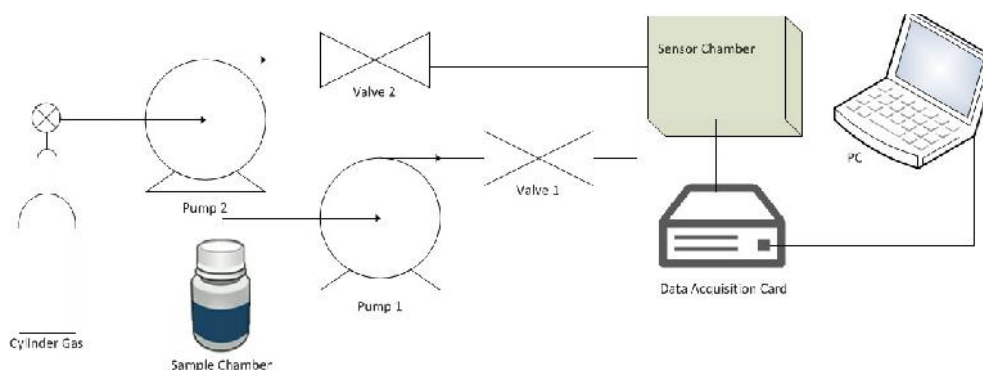 Sensor Chamber
Valve 2
PC
Valve 1
Pump 2
Data Acquisition Card
Pump 1
Cylinder Gas
Sample Chamber